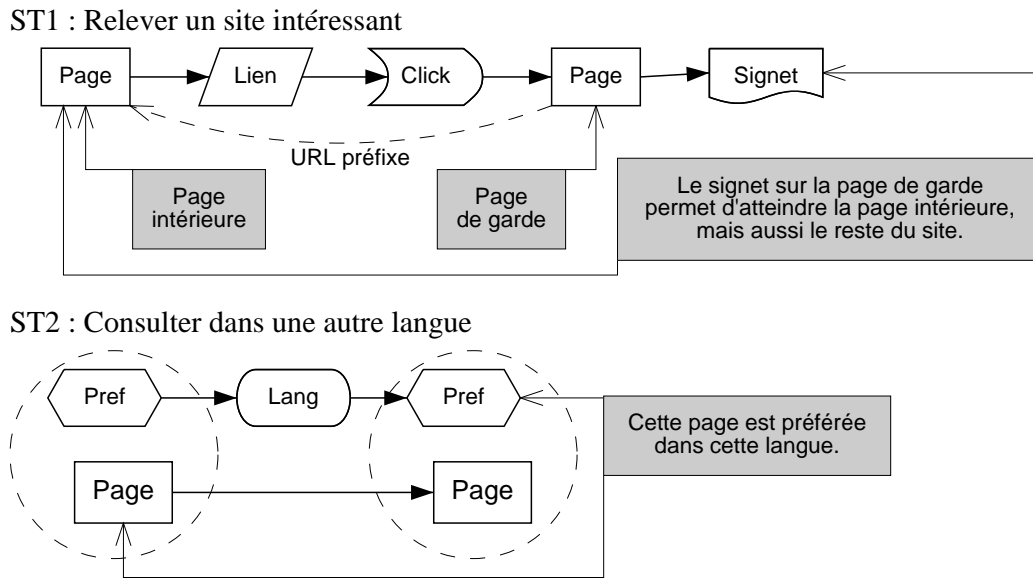 ST1 : Relever un site intéressant
Page
Lien
Click
Page
Signet
URL préfixe
Page
intérieure
Page
de garde
Le signet sur la page de garde
permet d'atteindre la page intérieure,
mais aussi le reste du site.
ST2 : Consulter dans une autre langue
Pref
Lang
Pref
Cette page est préférée
dans cette langue.
Page
Page